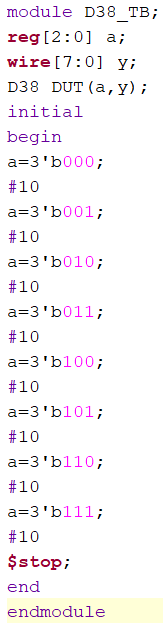 module D38_TB;
reg[2:0] a;
wire[7:0] y;
D38 DUT(a,y);
initial
begin
a=3'b000;
#10
a=3'b001;
#10
a=3'b010;
#10
a=3'b011;
#10
a=3'b100;
#10
a=3'b101;
#10
a=3'b110;
#10
a=3'b111;
#10
$stop;
end
endmodule